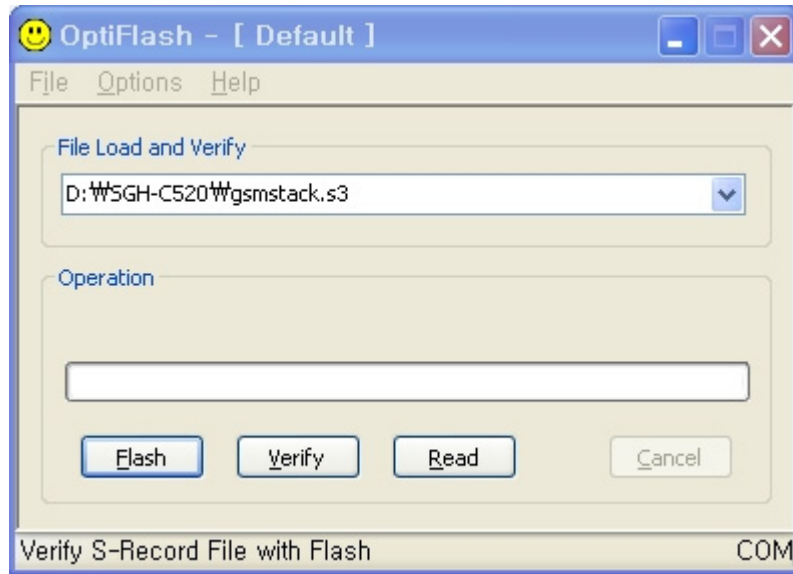 OptiFlash - [ Default ]
File Options Help
File Load and Verify
D:₩SGH-C520₩gsmstack.s3
Operation
Flash Verify Read Cancel
Verify S-Record File with Flash COM